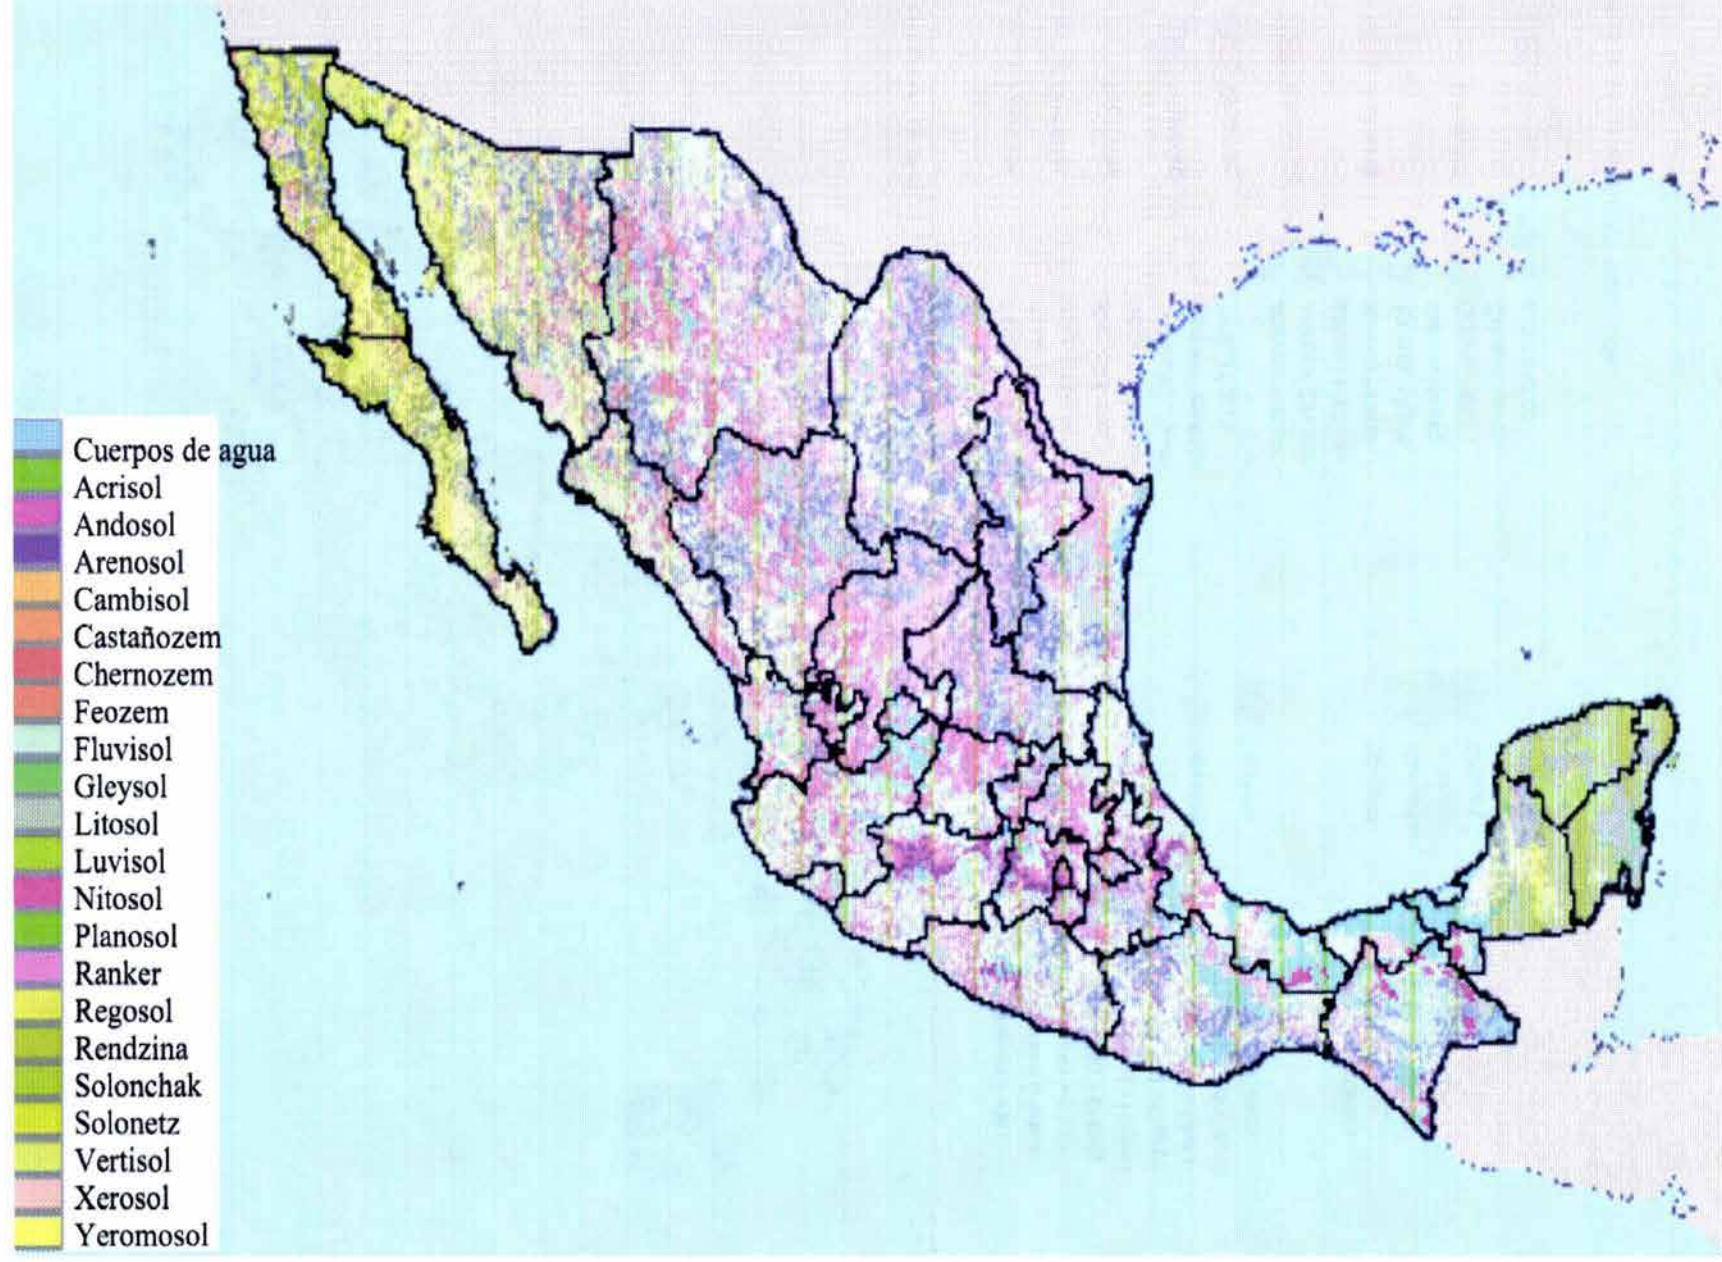 Cuerpos de agua
Acrisol
Andosol
Arenosol
Cambisol
Castañozem
Chernozem
Feozem
Fluvisol
Gleysol
Litosol
Luvisol
Nitosol
Planosol
Ranker
Regosol
Rendzina
Solonchak
Solonetz
Vertisol
Xerosol
Yeromosol